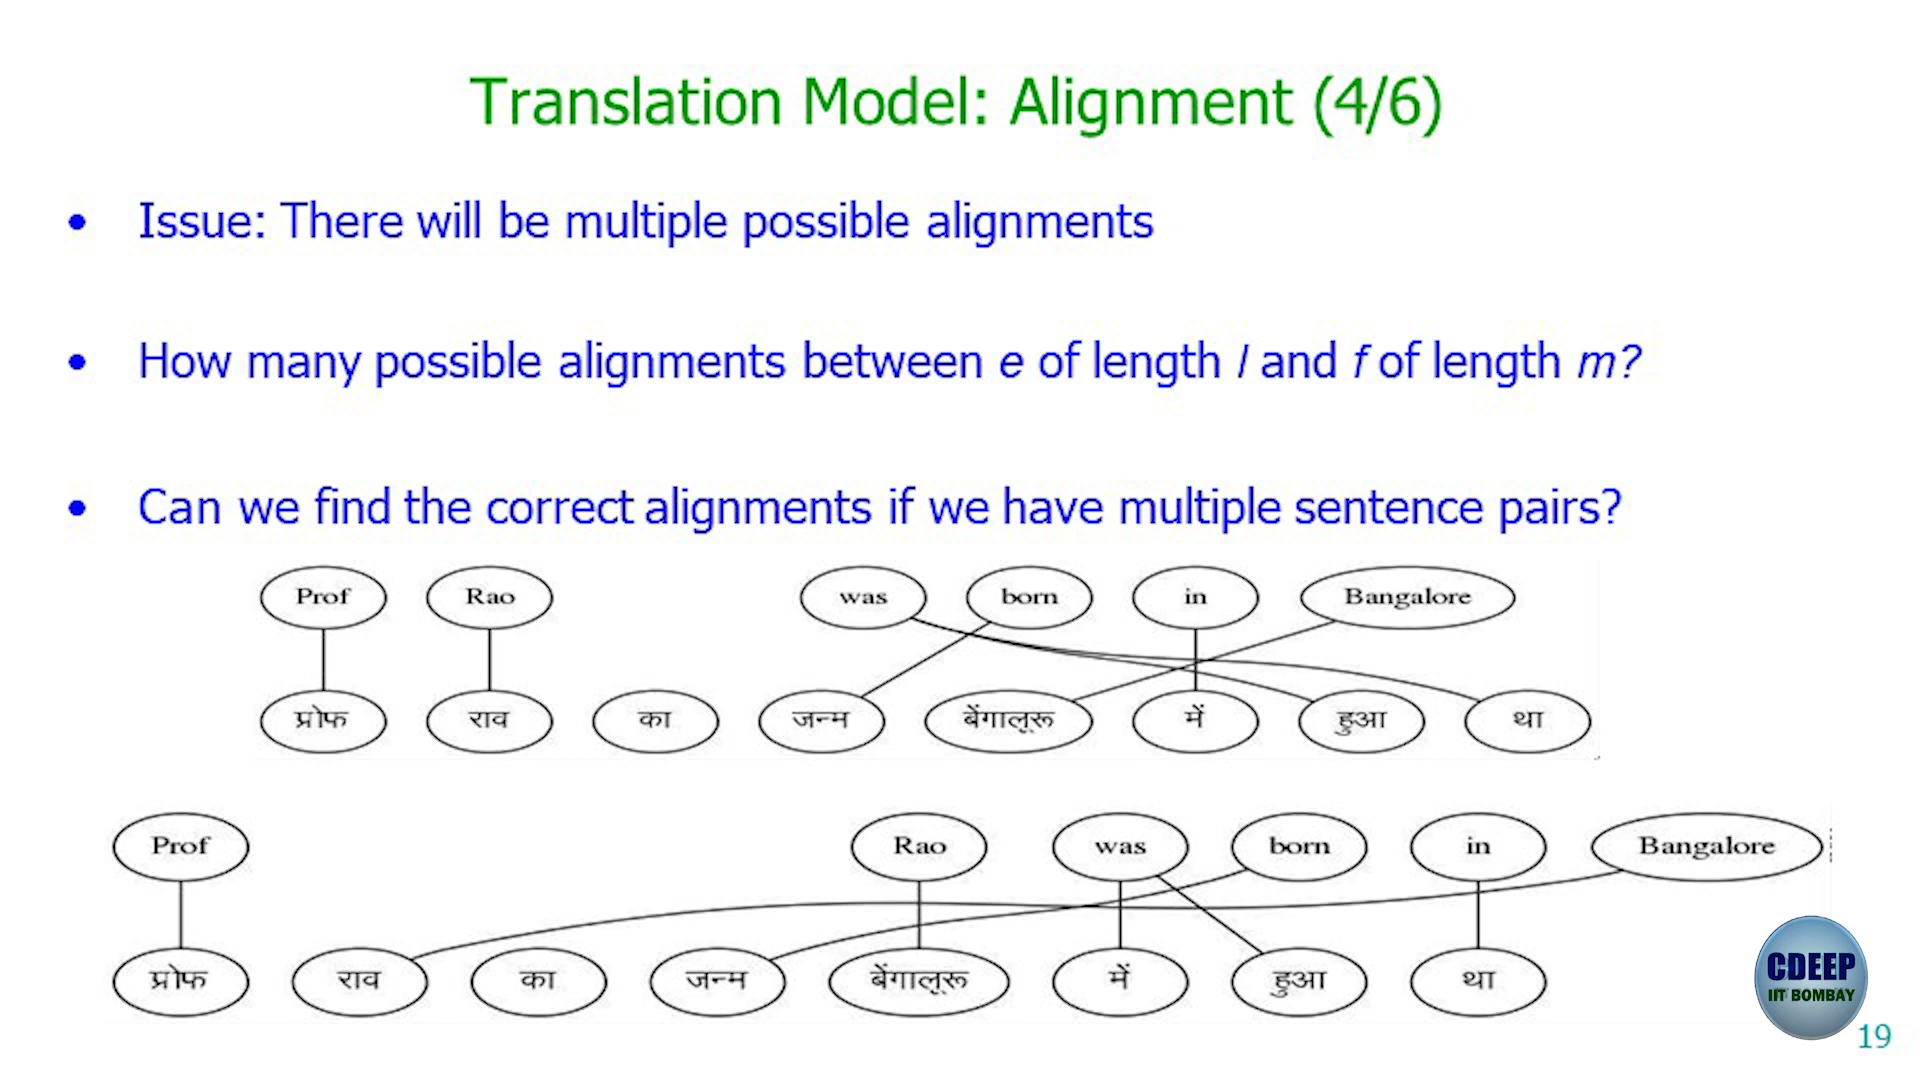 Translation Model: Alignment (4/6)
• Issue: There will be multiple possible alignments
• How many possible alignments between e of length l and f of length m?
• Can we find the correct alignments if we have multiple sentence pairs?
Prof Rao was born in Bangalore
प्रोफ राव का जन्म बेंगालूरू में हुआ था
Prof Rao was born in Bangalore
प्रोफ राव का जन्म बेंगालूरू में हुआ था
CDEEP
IIT BOMBAY
19